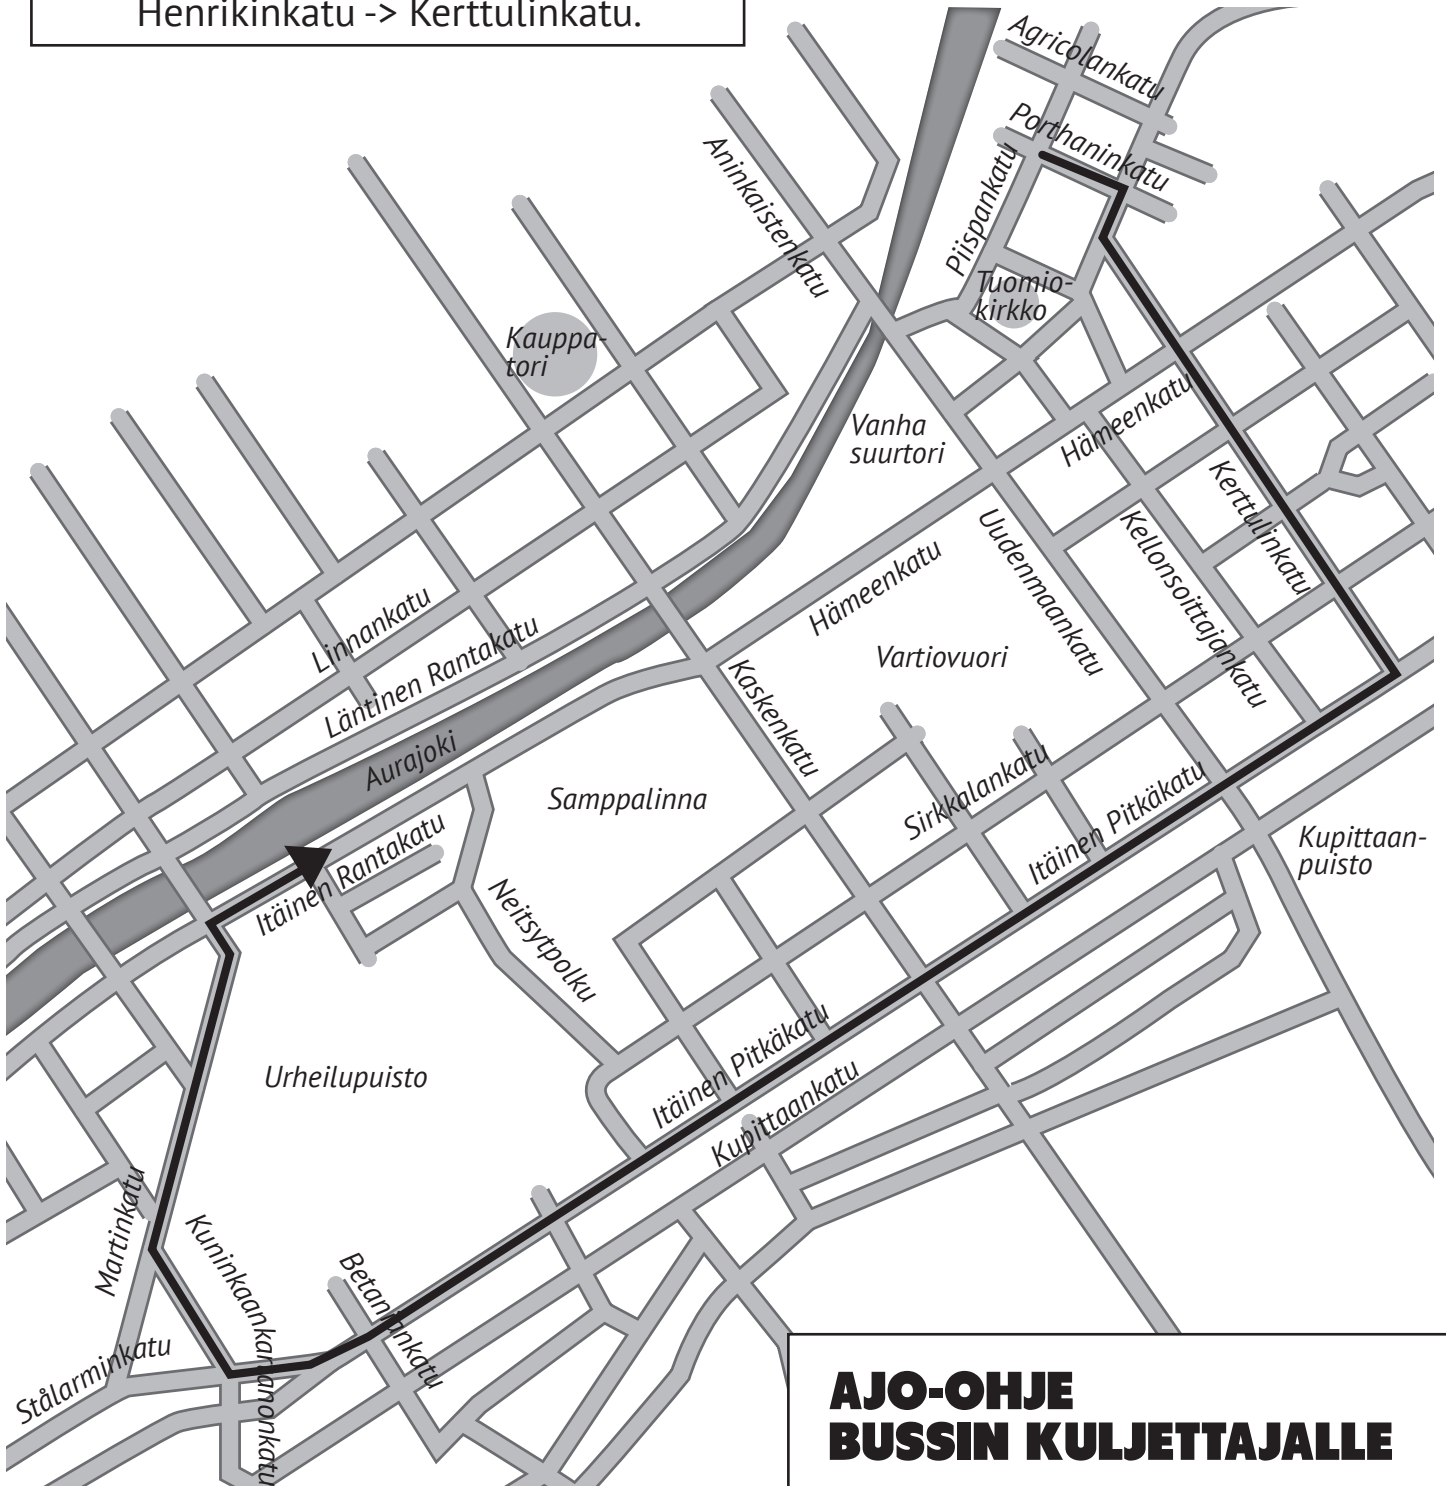 Henrikinkatu -> Kerttulinkatu.
Agricolankatu
Porthaninkatu
Piispankatu
Aninkaistenkatu
Tuomio-
kirkko
Kauppa-
tori
Vanha
suurtori
Hämeenkatu
Kerttulinkatu
Uudenmaankatu
Kellonsoittajankatu
Hämeenkatu
Linnankatu
Läntinen Rantakatu
Vartiovuori
Kaskenkatu
Aurajoki
Samppalinna
Sirkkalankatu
Itäinen Pitkäkatu
Kupittaan-
puisto
Itäinen Rantakatu
Neitsytpolku
Urheilupuisto
Itäinen Pitkäkatu
Kupittaankatu
Martinkatu
Kuninkaankartanonkatu
Betaniankatu
Stålarminkatu
AJO-OHJE
BUSSIN KULJETTAJALLE